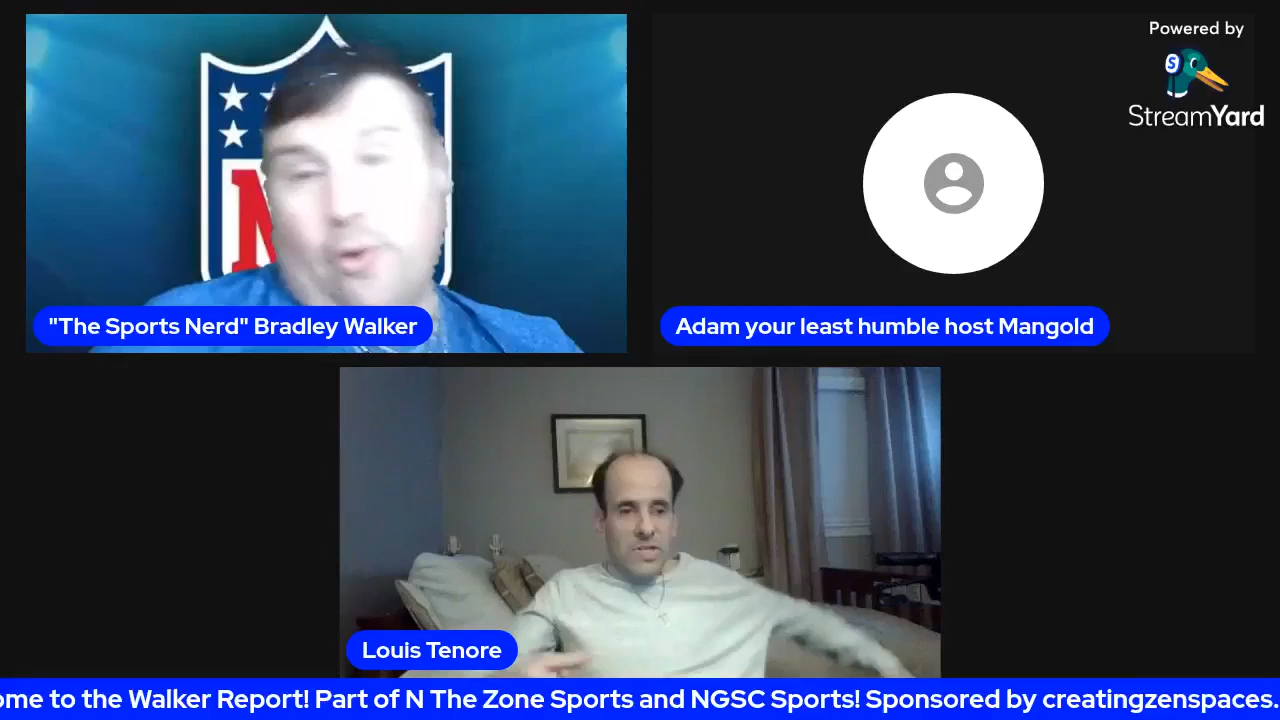 Powered by
S
StreamYard
"The Sports Nerd" Bradley Walker
Adam your least humble host Mangold
Louis Tenore
ome to the Walker Report! Part of N The Zone Sports and NGSC Sports! Sponsored by creatingzenspaces.